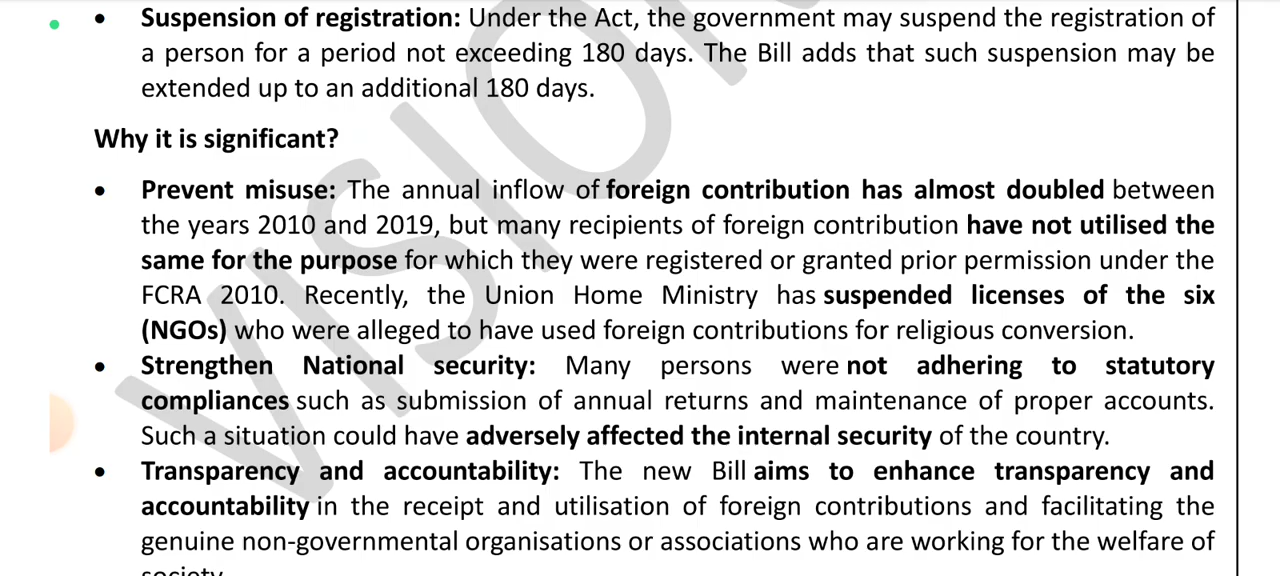 • Suspension of registration: Under the Act, the government may suspend the registration of
a person for a period not exceeding 180 days. The Bill adds that such suspension may be
extended up to an additional 180 days.
Why it is significant?
• Prevent misuse: The annual inflow of foreign contribution has almost doubled between
the years 2010 and 2019, but many recipients of foreign contribution have not utilised the
same for the purpose for which they were registered or granted prior permission under the
FCRA 2010. Recently, the Union Home Ministry has suspended licenses of the six
(NGOs) who were alleged to have used foreign contributions for religious conversion.
• Strengthen National security: Many persons were not adhering to statutory
compliances such as submission of annual returns and maintenance of proper accounts.
Such a situation could have adversely affected the internal security of the country.
• Transparency and accountability: The new Bill aims to enhance transparency and
accountability in the receipt and utilisation of foreign contributions and facilitating the
genuine non-governmental organisations or associations who are working for the welfare of
society.
VISION